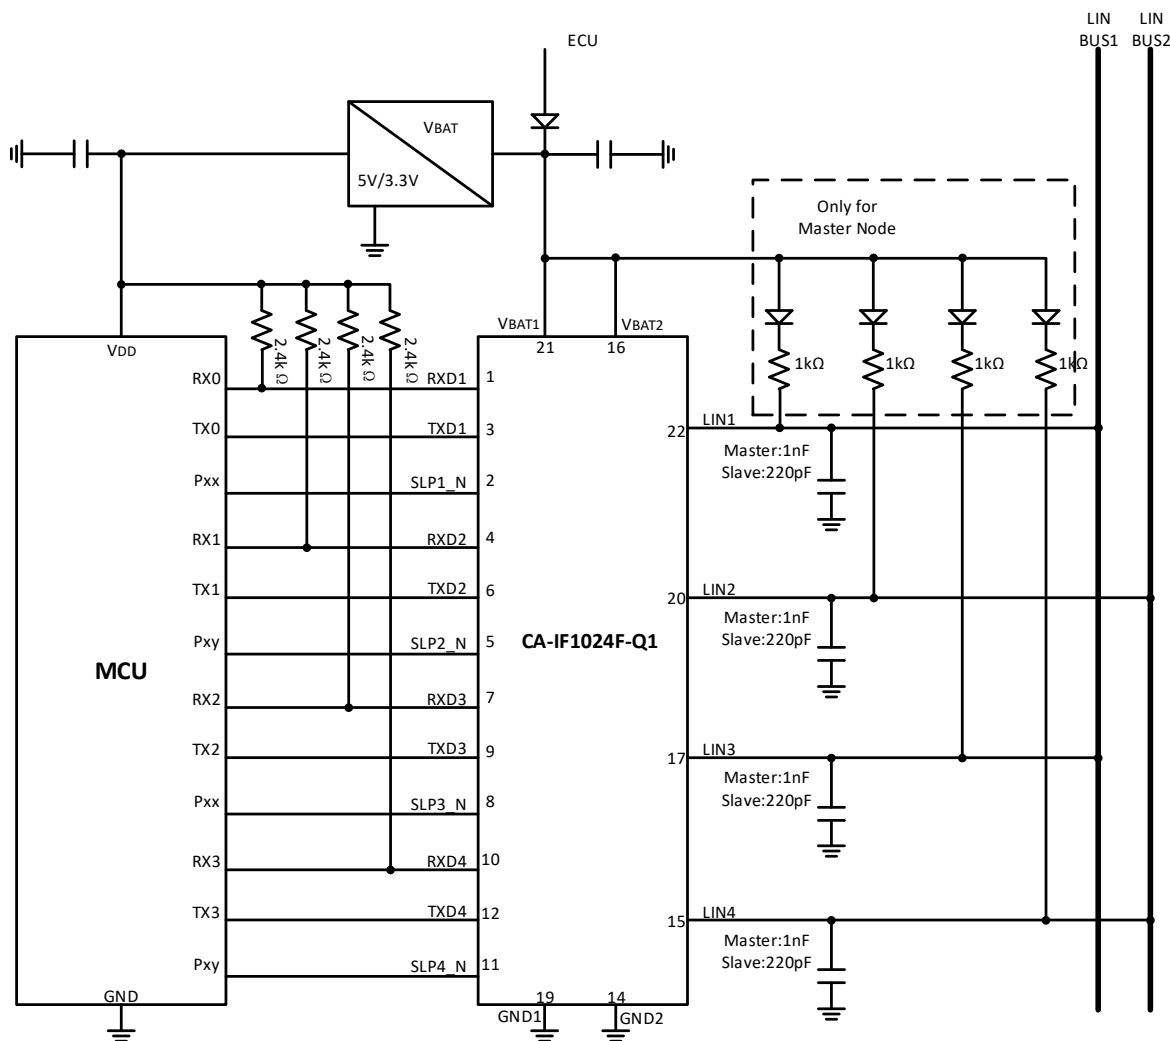 ECU
LIN
BUS1
LIN
BUS2
VBAT
5V/3.3V
Only for
Master Node
VDD
2.4kΩ
2.4kΩ
2.4kΩ
2.4kΩ
VBAT1
21
VBAT2
16
1kΩ
1kΩ
1kΩ
1kΩ
RX0
RXD1
1
TX0
TXD1
3
Pxx
SLP1_N
2
RX1
RXD2
4
TX1
TXD2
6
Pxy
SLP2_N
5
RX2
RXD3
7
TX2
TXD3
9
Pxx
SLP3_N
8
RX3
RXD4
10
TX3
TXD4
12
Pxy
SLP4_N
11
MCU
CA-IF1024F-Q1
22
LIN1
Master:1nF
Slave:220pF
20
LIN2
Master:1nF
Slave:220pF
17
LIN3
Master:1nF
Slave:220pF
15
LIN4
Master:1nF
Slave:220pF
GND
19
GND1
14
GND2